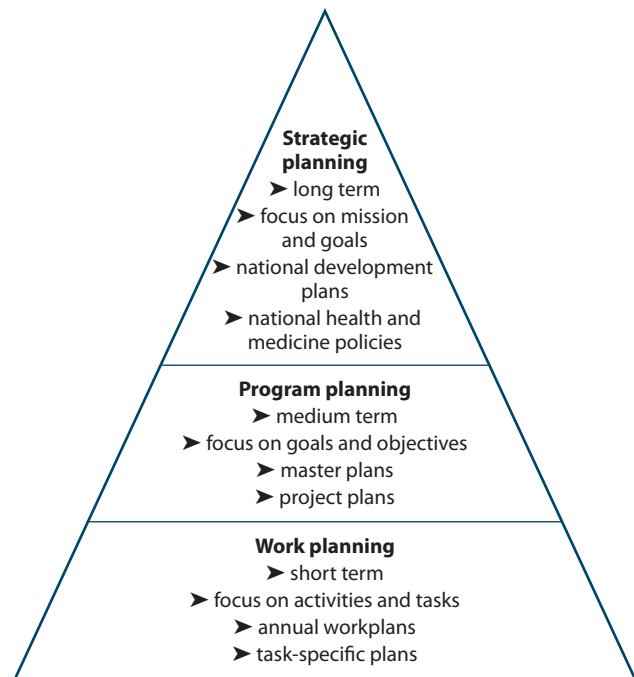 Strategic
planning
➤ long term
➤ focus on mission
and goals
➤ national development
plans
➤ national health and
medicine policies
Program planning
➤ medium term
➤ focus on goals and objectives
➤ master plans
➤ project plans
Work planning
➤ short term
➤ focus on activities and tasks
➤ annual workplans
➤ task-specific plans